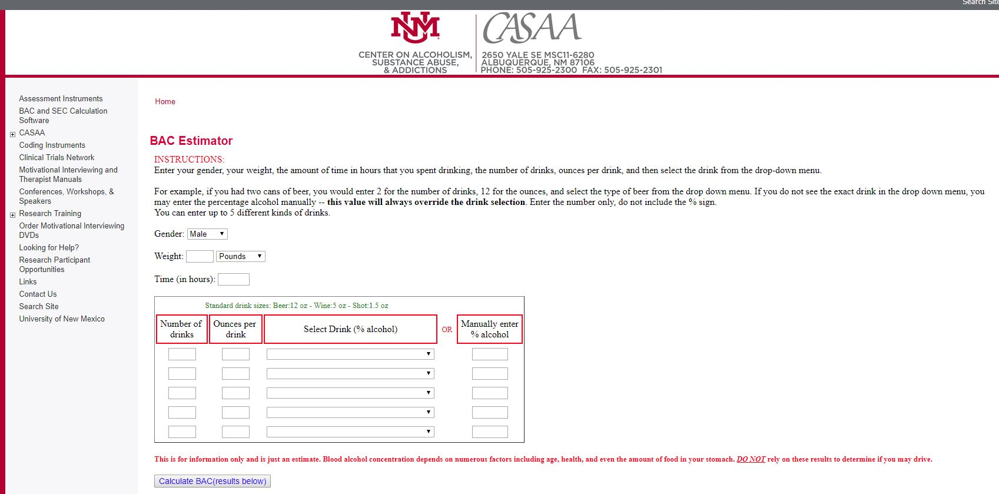 Search Site
UNM
CASAA
CENTER ON ALCOHOLISM,
SUBSTANCE ABUSE,
& ADDICTIONS
2650 YALE SE MSC11-6280
ALBUQUERQUE, NM 87106
PHONE: 505-925-2300 FAX: 505-925-2301
Assessment Instruments
BAC and SEC Calculation
Software
CASAA
Coding Instruments
Clinical Trials Network
Motivational Interviewing and
Therapist Manuals
Conferences, Workshops, &
Speakers
Research Training
Order Motivational Interviewing
DVDs
Looking for Help?
Research Participant
Opportunities
Links
Contact Us
Search Site
University of New Mexico
Home
BAC Estimator
INSTRUCTIONS:
Enter your gender, your weight, the amount of time in hours that you spent drinking, the number of drinks, ounces per drink, and then select the drink from the drop-down menu.
For example, if you had two cans of beer, you would enter 2 for the number of drinks, 12 for the ounces, and select the type of beer from the drop down menu. If you do not see the exact drink in the drop down menu, you
may enter the percentage alcohol manually -- this value will always override the drink selection. Enter the number only, do not include the % sign.
You can enter up to 5 different kinds of drinks.
Gender: Male
Weight: Pounds
Time (in hours):
Standard drink sizes: Beer:12 oz - Wine:5 oz - Shot:1.5 oz
Number of
drinks
Ounces per
drink
Select Drink (% alcohol)
OR
Manually enter
% alcohol
This is for information only and is just an estimate. Blood alcohol concentration depends on numerous factors including age, health, and even the amount of food in your stomach. DO NOT rely on these results to determine if you may drive.
Calculate BAC(results below)